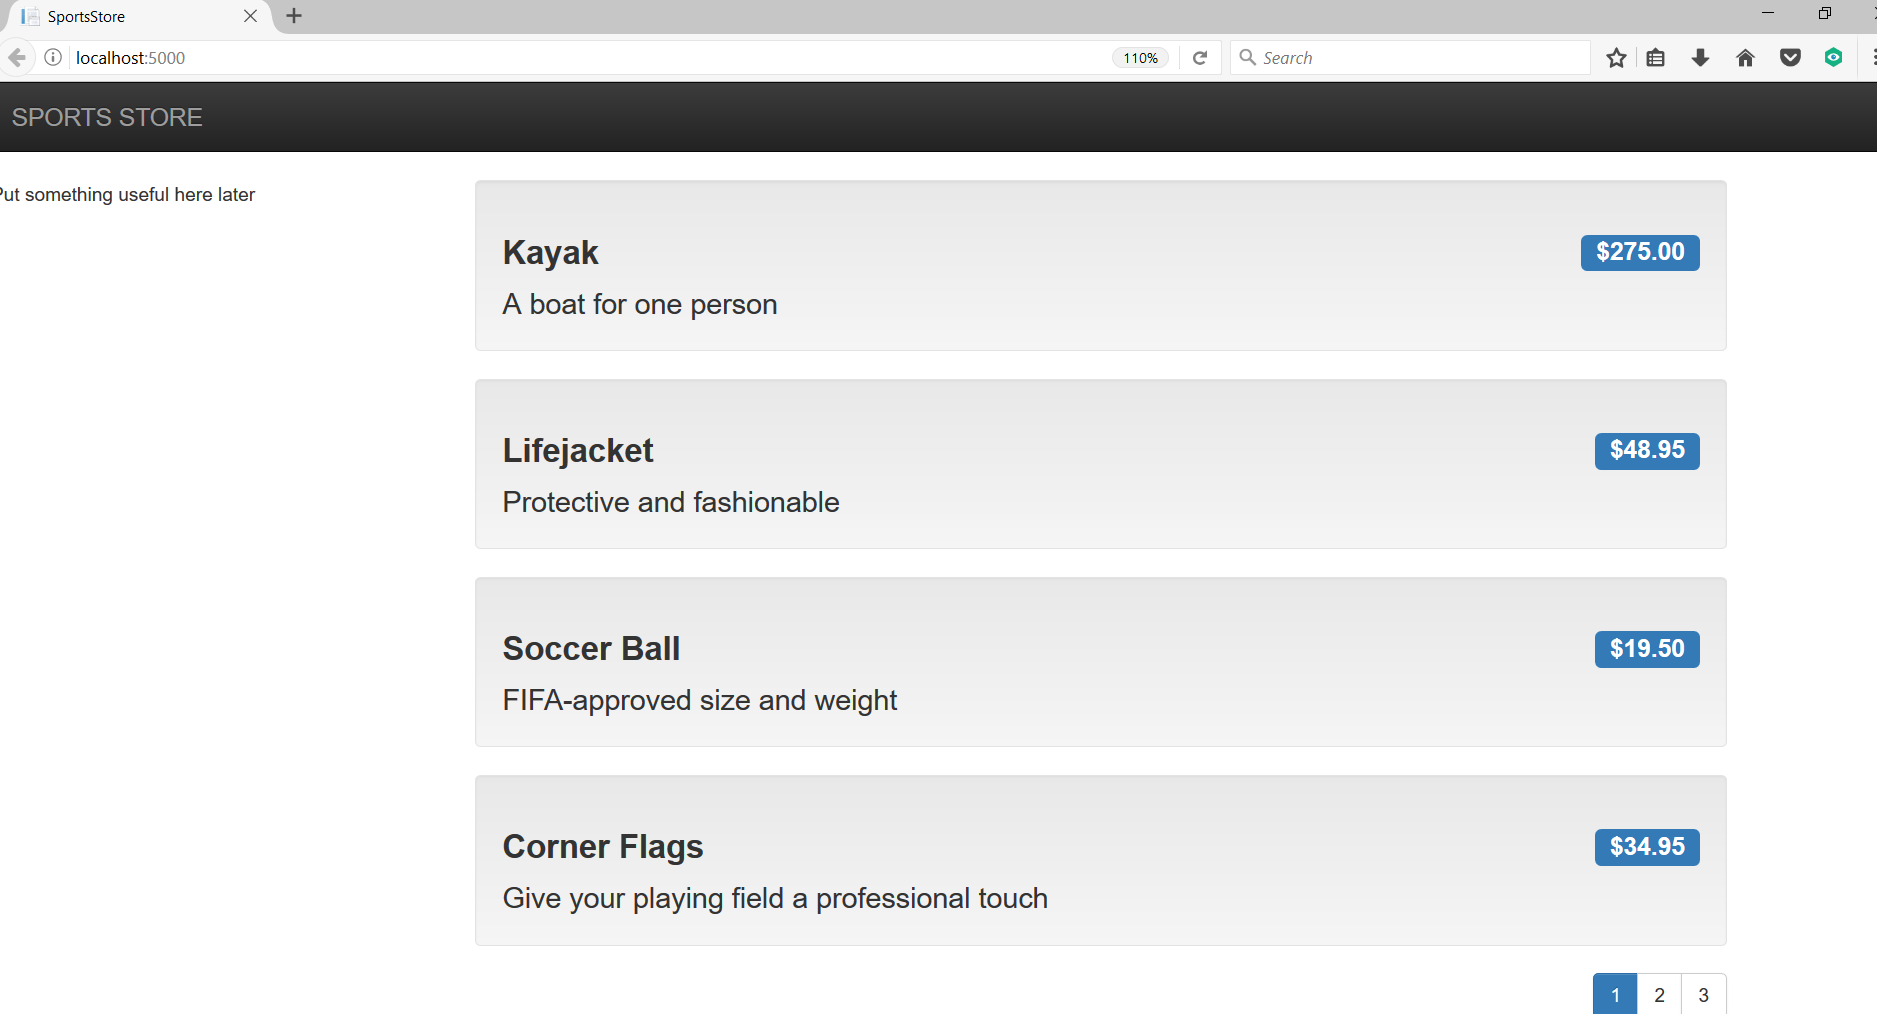 SportsStore
localhost:5000
110%
Search
SPORTS STORE
Put something useful here later
Kayak
$275.00
A boat for one person
Lifejacket
$48.95
Protective and fashionable
Soccer Ball
$19.50
FIFA-approved size and weight
Corner Flags
$34.95
Give your playing field a professional touch
1 2 3